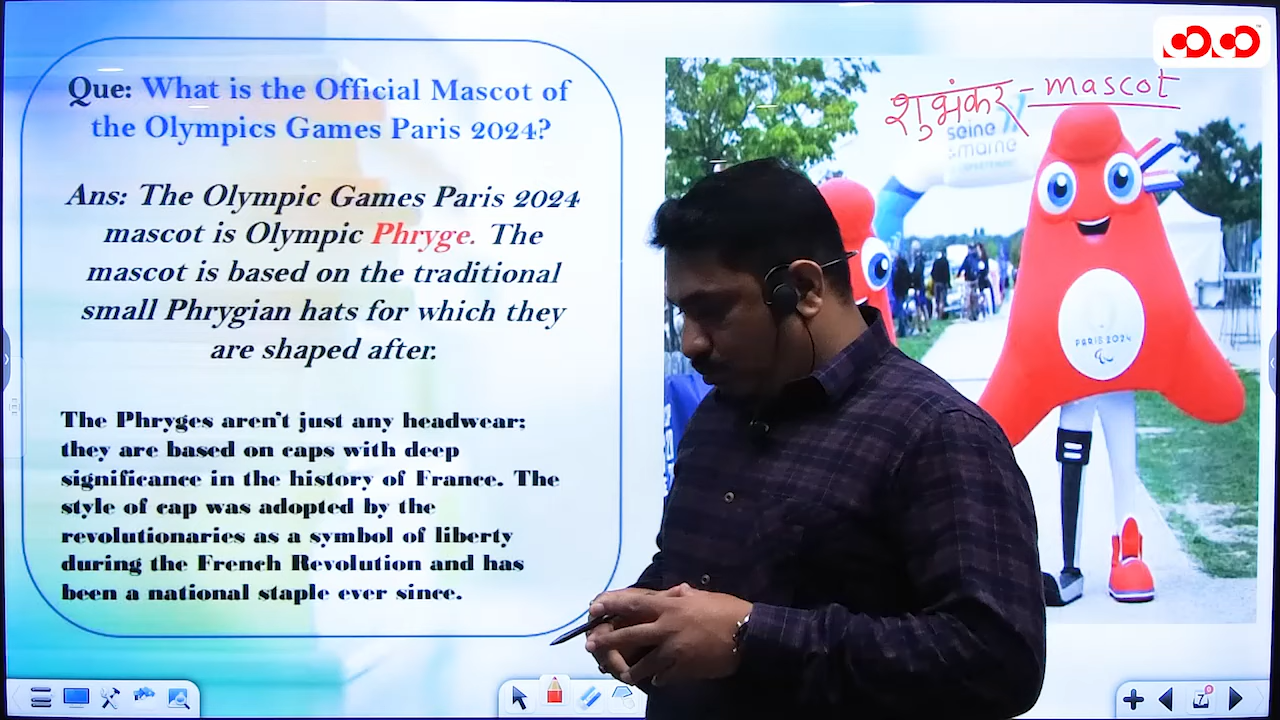 Que: What is the Official Mascot of
the Olympics Games Paris 2024?
Ans: The Olympic Games Paris 2024
mascot is Olympic Phryge. The
mascot is based on the traditional
small Phrygian hats for which they
are shaped after.
The Phryges aren't just any headwear;
they are based on caps with deep
significance in the history of France. The
style of cap was adopted by the
revolutionaries as a symbol of liberty
during the French Revolution and has
been a national staple ever since.
शुभंकर - mascot
seine
& marne
PARIS 2024
7